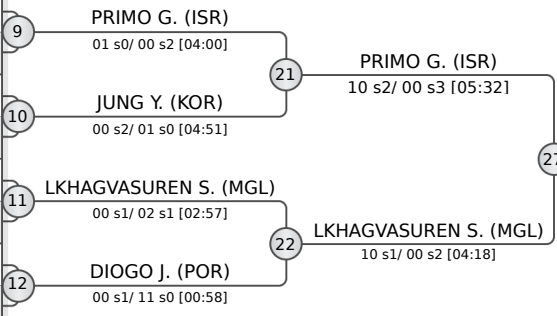 PRIMO G. (ISR)
9
01 s0/ 00 s2 [04:00]
21
PRIMO G. (ISR)
10 s2/ 00 s3 [05:32]
JUNG Y. (KOR)
10
00 s2/ 01 s0 [04:51]
27
LKHAGVASUREN S. (MGL)
11
00 s1/ 02 s1 [02:57]
22
LKHAGVASUREN S. (MGL)
10 s1/ 00 s2 [04:18]
DIOGO J. (POR)
12
00 s1/ 11 s0 [00:58]